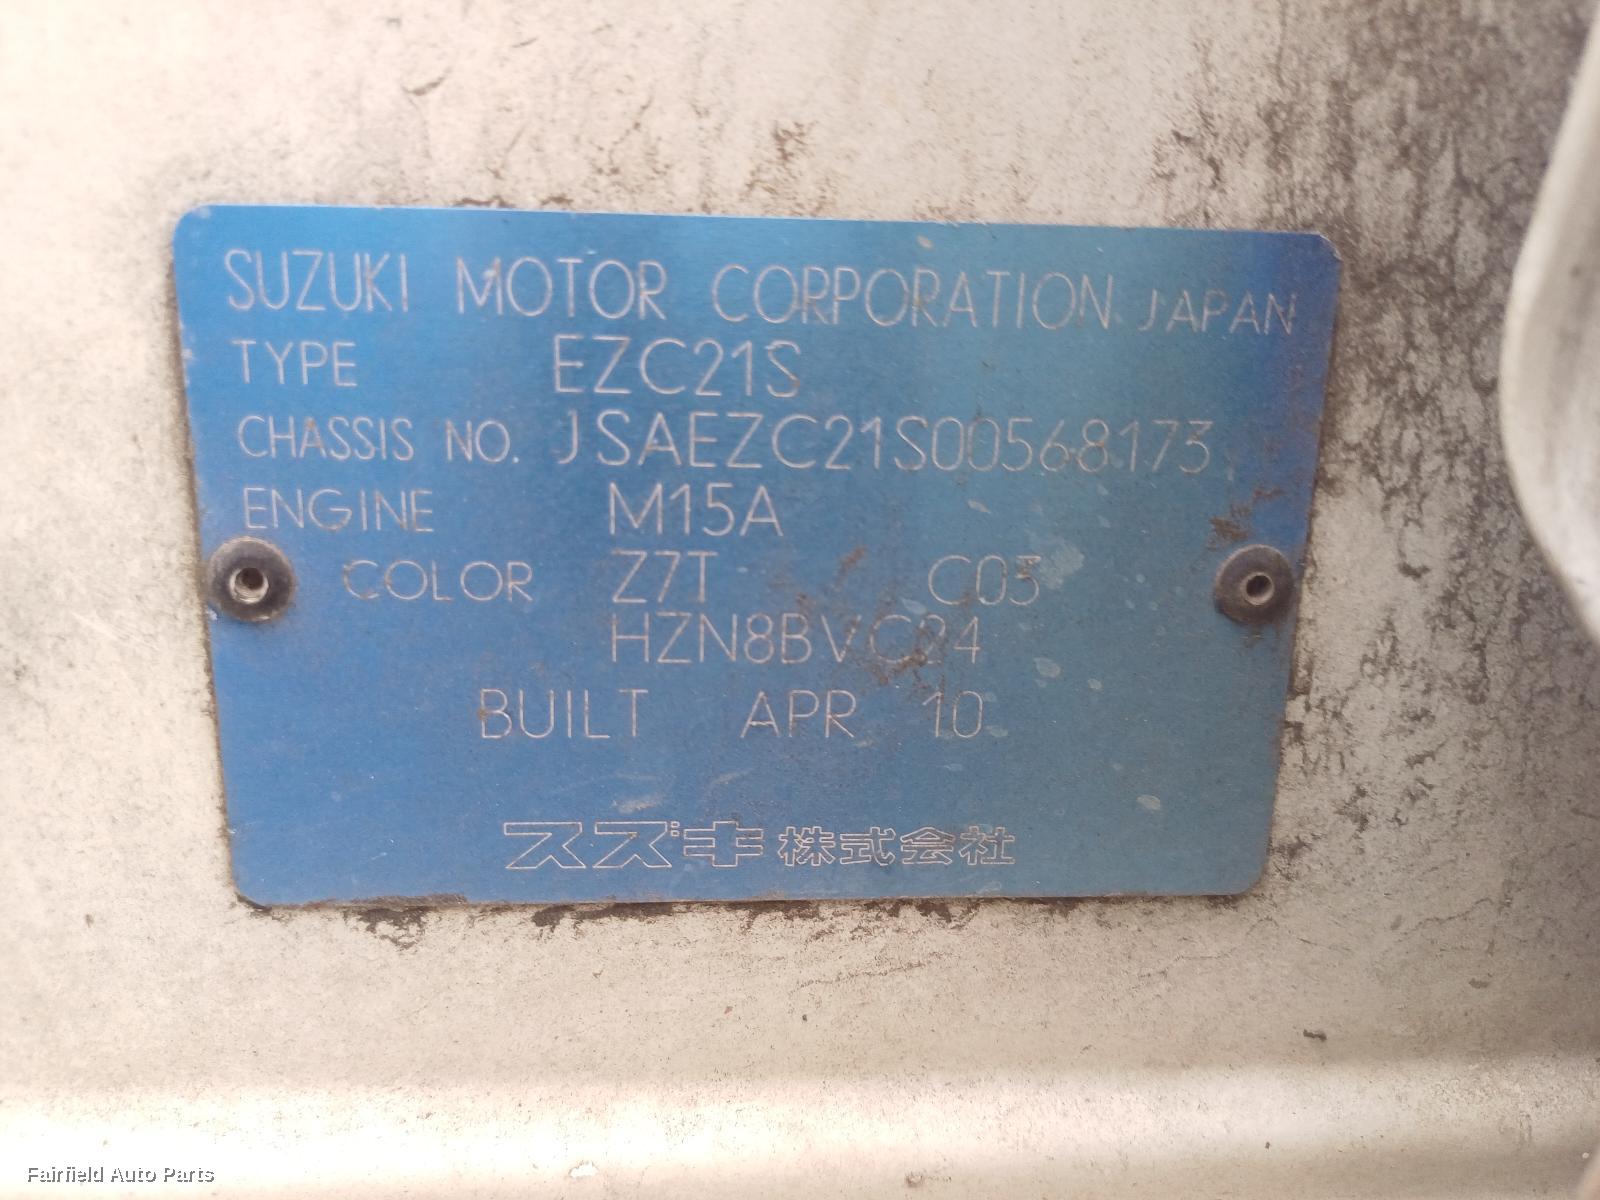 SUZUKI MOTOR CORPORATION JAPAN
TYPE EZC21S
CHASSIS NO. JSAEZC21S00568173
ENGINE M15A
COLOR Z7T C03
HZN8BVC24
BUILT APR 10
スズキ株式会社
Fairfield Auto Parts